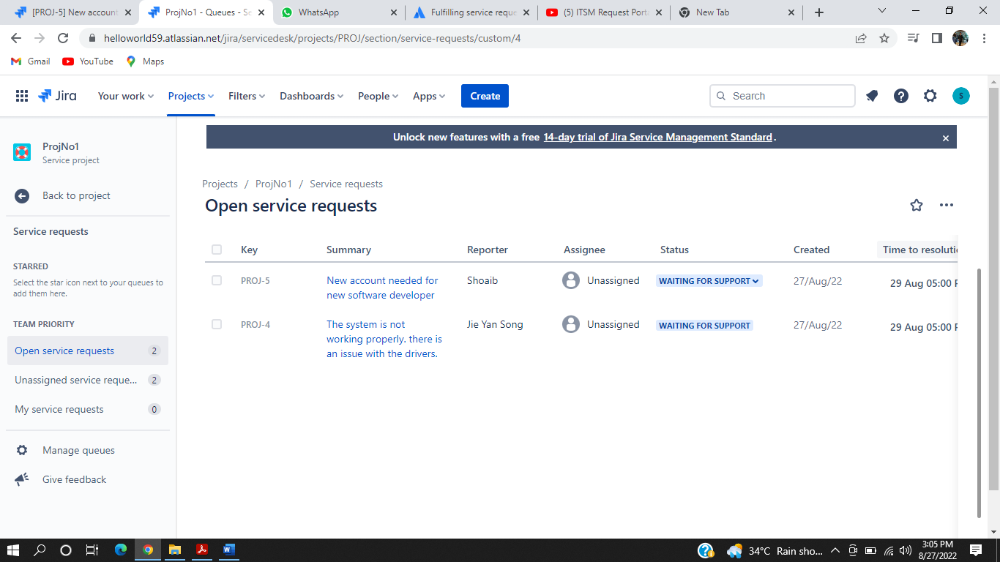 [PROJ-5] New account
ProjNo1 - Queues - Se
WhatsApp
Fulfilling service reque
(5) ITSM Request Porta
New Tab
helloworld59.atlassian.net/jira/servicedesk/projects/PROJ/section/service-requests/custom/4
Gmail
YouTube
Maps
Jira
Your work
Projects
Filters
Dashboards
People
Apps
Create
Search
S
ProjNo1
Service project
Back to project
Service requests
STARRED
Select the star icon next to your queues to
add them here.
TEAM PRIORITY
Open service requests 2
Unassigned service reque... 2
My service requests 0
Manage queues
Give feedback
Unlock new features with a free 14-day trial of Jira Service Management Standard.
Projects / ProjNo1 / Service requests
Open service requests
Key Summary Reporter Assignee Status Created Time to resolutio
PROJ-5
New account needed for
new software developer
Shoaib
Unassigned
WAITING FOR SUPPORT
27/Aug/22
29 Aug 05:00 P
PROJ-4
The system is not
working properly. there is
an issue with the drivers.
Jie Yan Song
Unassigned
WAITING FOR SUPPORT
27/Aug/22
29 Aug 05:00 P
34°C Rain sho...
3:05 PM
8/27/2022